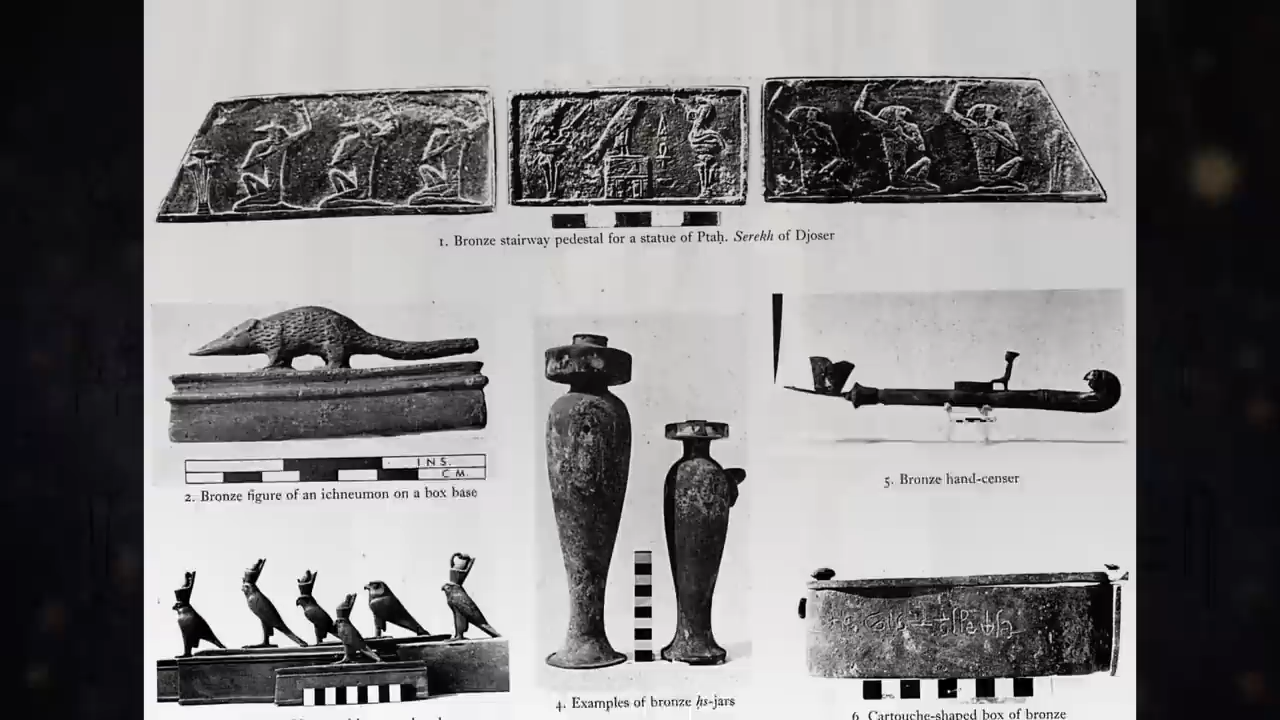 1. Bronze stairway pedestal for a statue of Ptaḥ. Serekh of Djoser
INS.
CM.
2. Bronze figure of an ichneumon on a box base
5. Bronze hand-censer
4. Examples of bronze ḥs-jars
6. Cartouche-shaped box of bronze